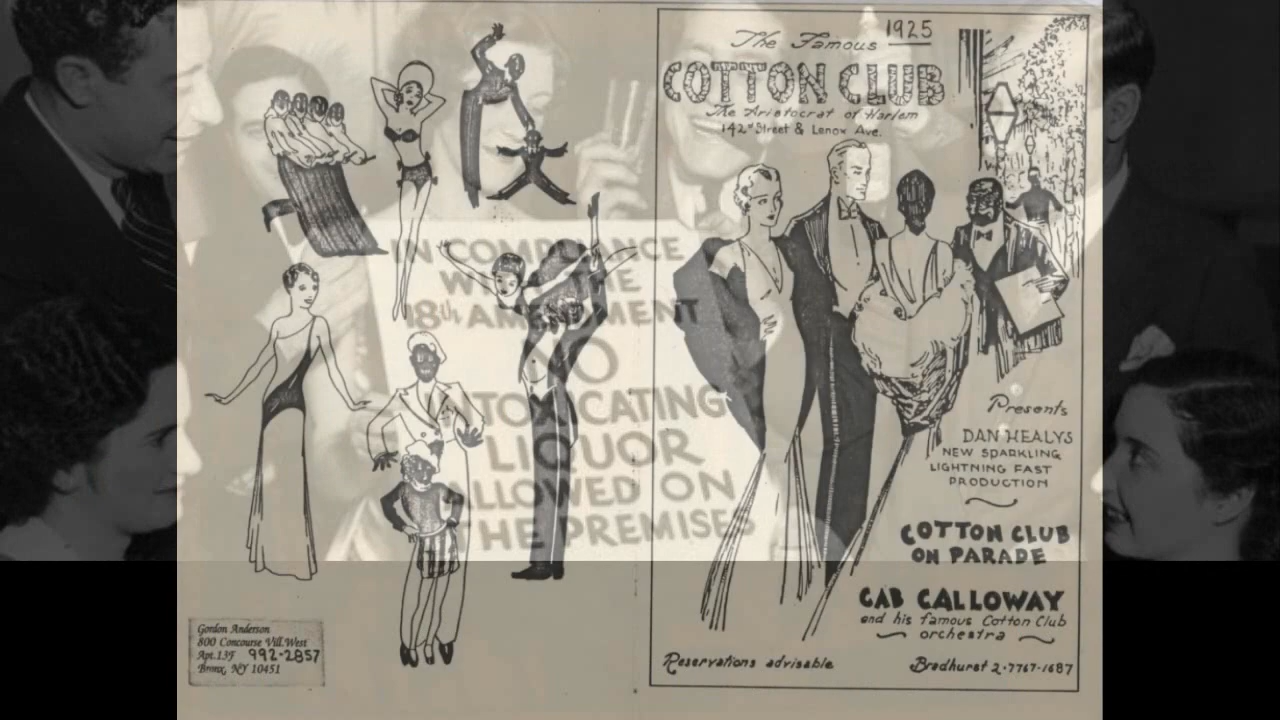 1925
The Famous
COTTON CLUB
The Aristocrat of Harlem
142nd Street & Lenox Ave.
IN COMPLIANCE
WITH THE
18th AMENDMENT
NO
INTOXICATING
LIQUOR
ALLOWED ON
THE PREMISES
Presents
DAN HEALYS
NEW SPARKLING
LIGHTNING FAST
PRODUCTION
COTTON CLUB
ON PARADE
CAB CALLOWAY
and his famous Cotton Club
orchestra
Reservations advisable
Bradhurst 2-7767-1687
Gordon Anderson
800 Concourse Vill.West
Apt.13F 992-2857
Bronx, NY 10451